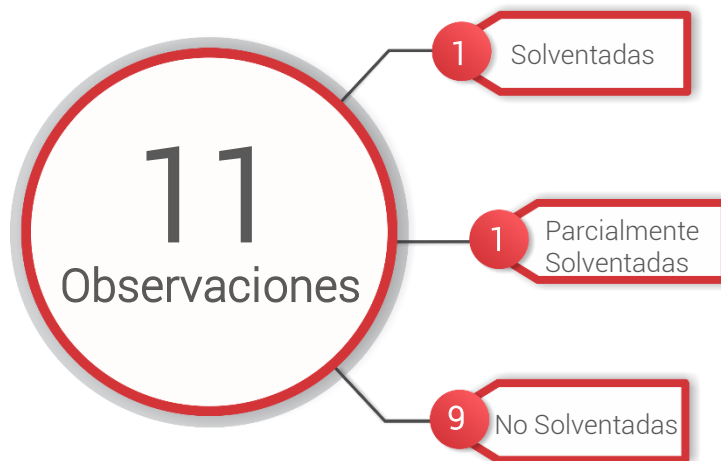 11
Observaciones
1
Solventadas
1
Parcialmente
Solventadas
9
No Solventadas